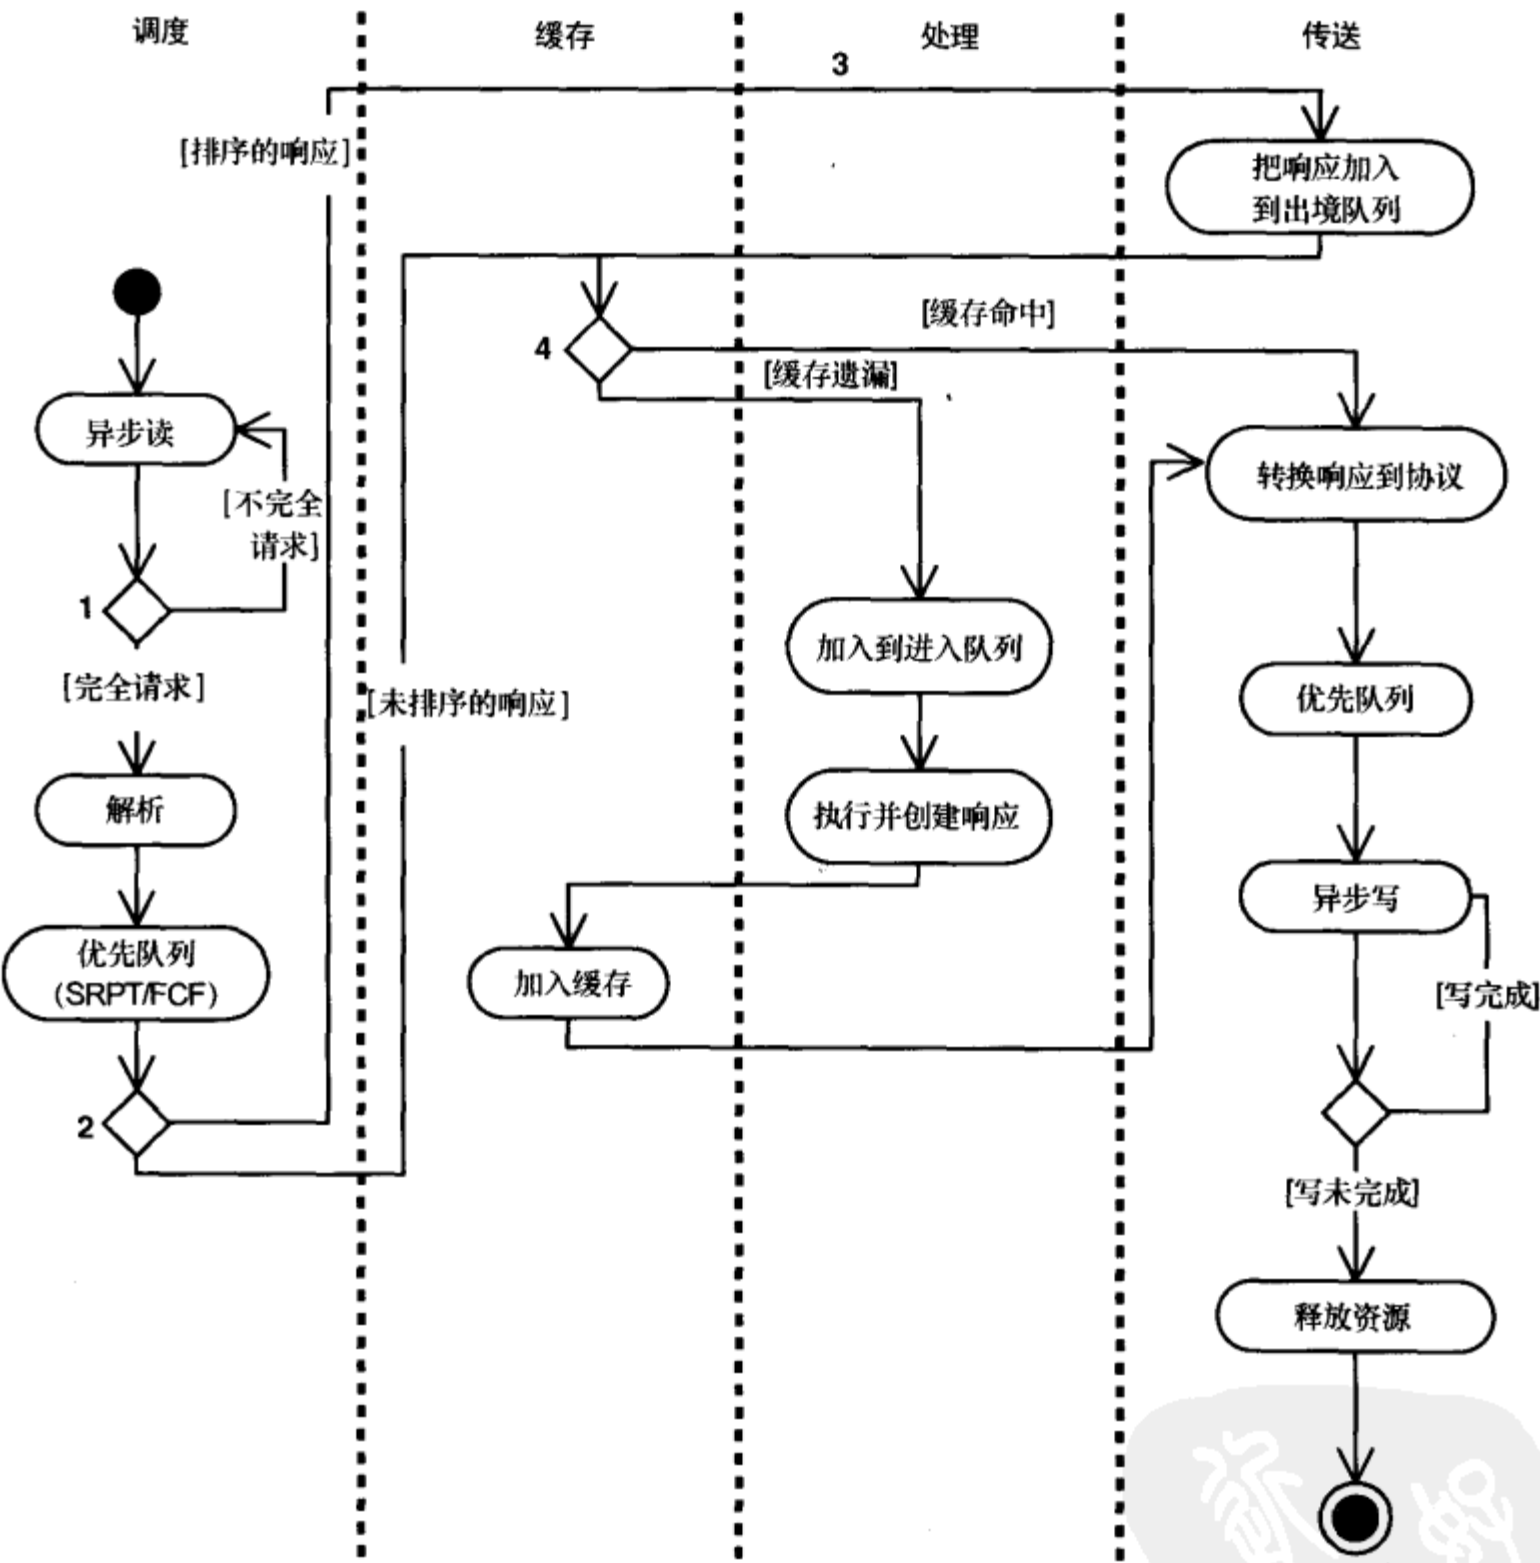 调度
缓存
处理
传送
3
[排序的响应]
把响应加入
到出境队列
[缓存命中]
4
[缓存遗漏]
异步读
转换响应到协议
[不完全
请求]
1
加入到进入队列
[完全请求]
[未排序的响应]
优先队列
解析
执行并创建响应
异步写
优先队列
(SRPT/FCF)
加入缓存
[写完成]
2
[写未完成]
释放资源